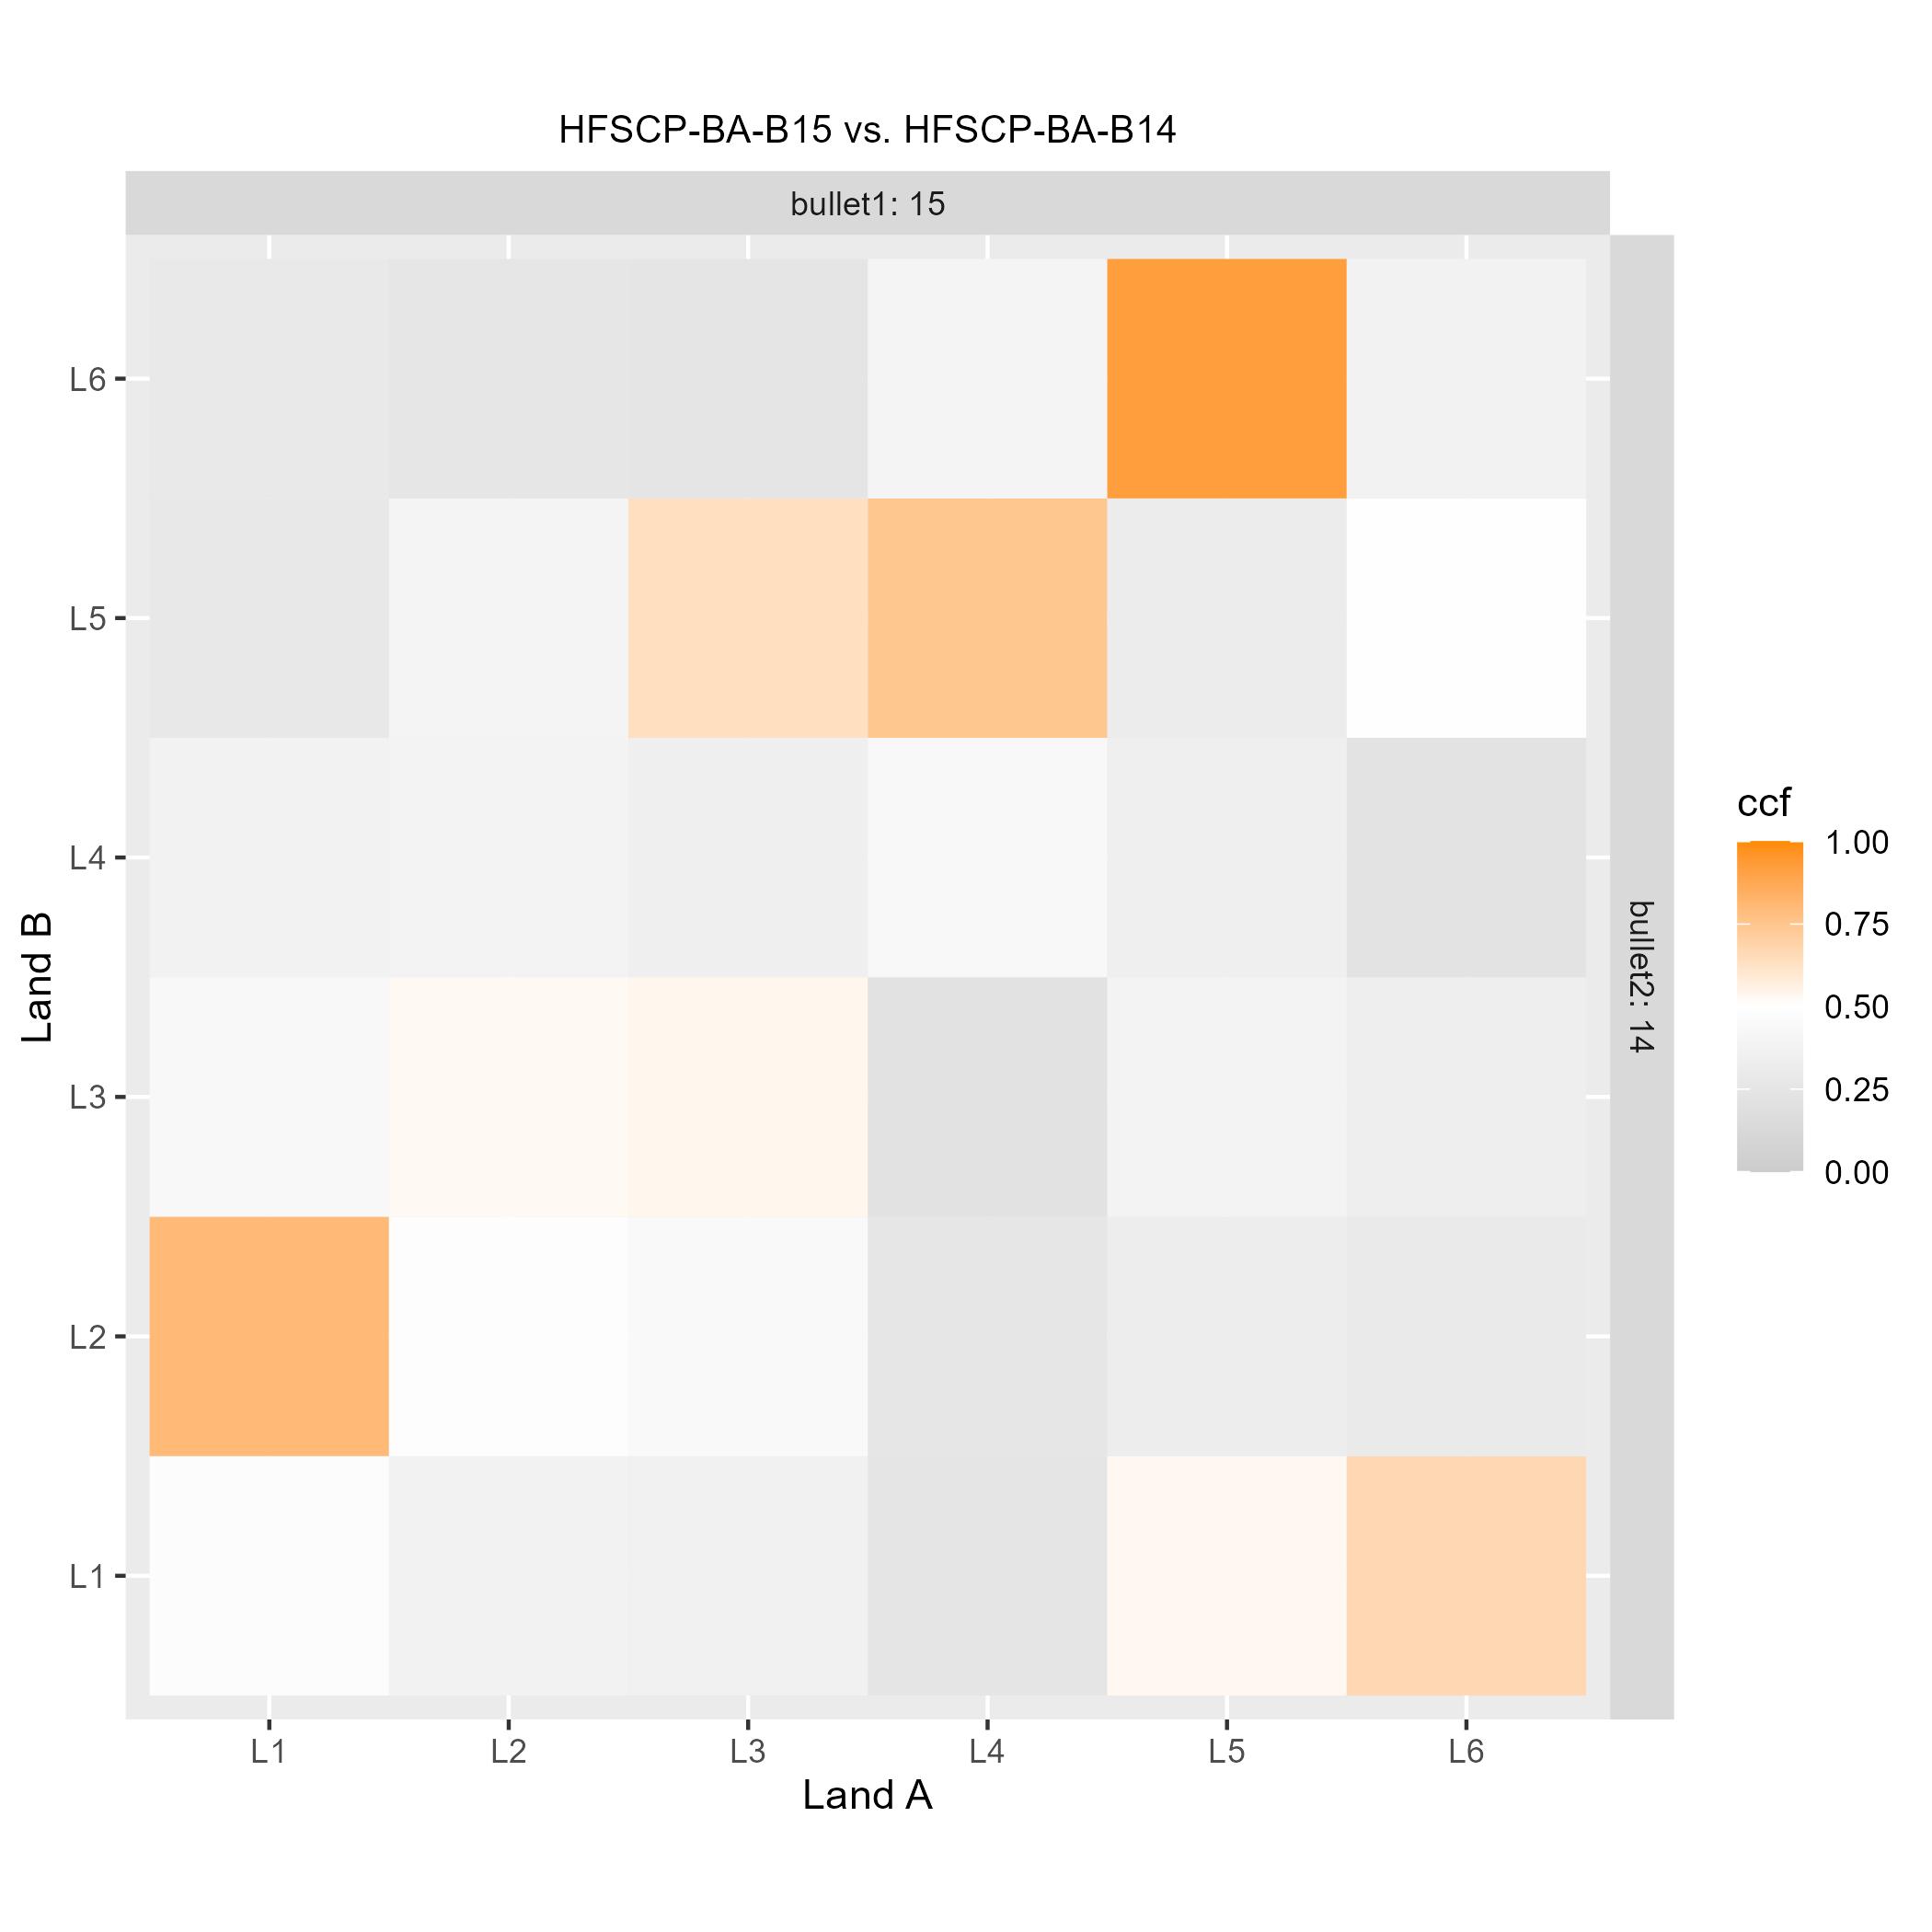 HFSCP-BA-B15 vs. HFSCP-BA-B14
bullet1: 15
L6
L5
L4
L3
L2
L1
Land B
bullet2: 14
L1
L2
L3
L4
L5
L6
Land A
ccf
1.00
0.75
0.50
0.25
0.00